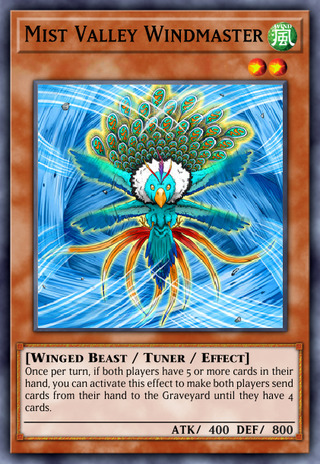 Mist Valley Windmaster
WIND
風
[Winged Beast / Tuner / Effect]
Once per turn, if both players have 5 or more cards in their
hand, you can activate this effect to make both players send
cards from their hand to the Graveyard until they have 4
cards.
ATK/ 400 DEF/ 800